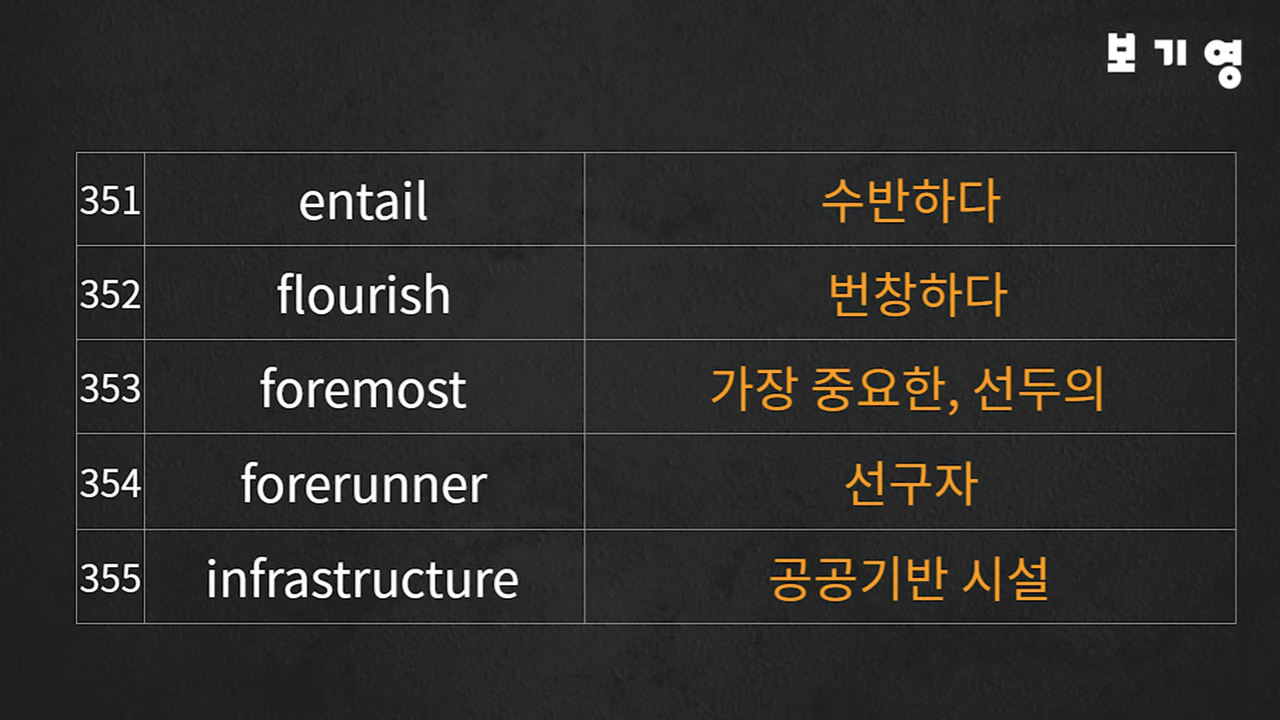 보기영
351 entail 수반하다
352 flourish 번창하다
353 foremost 가장 중요한, 선두의
354 forerunner 선구자
355 infrastructure 공공기반 시설